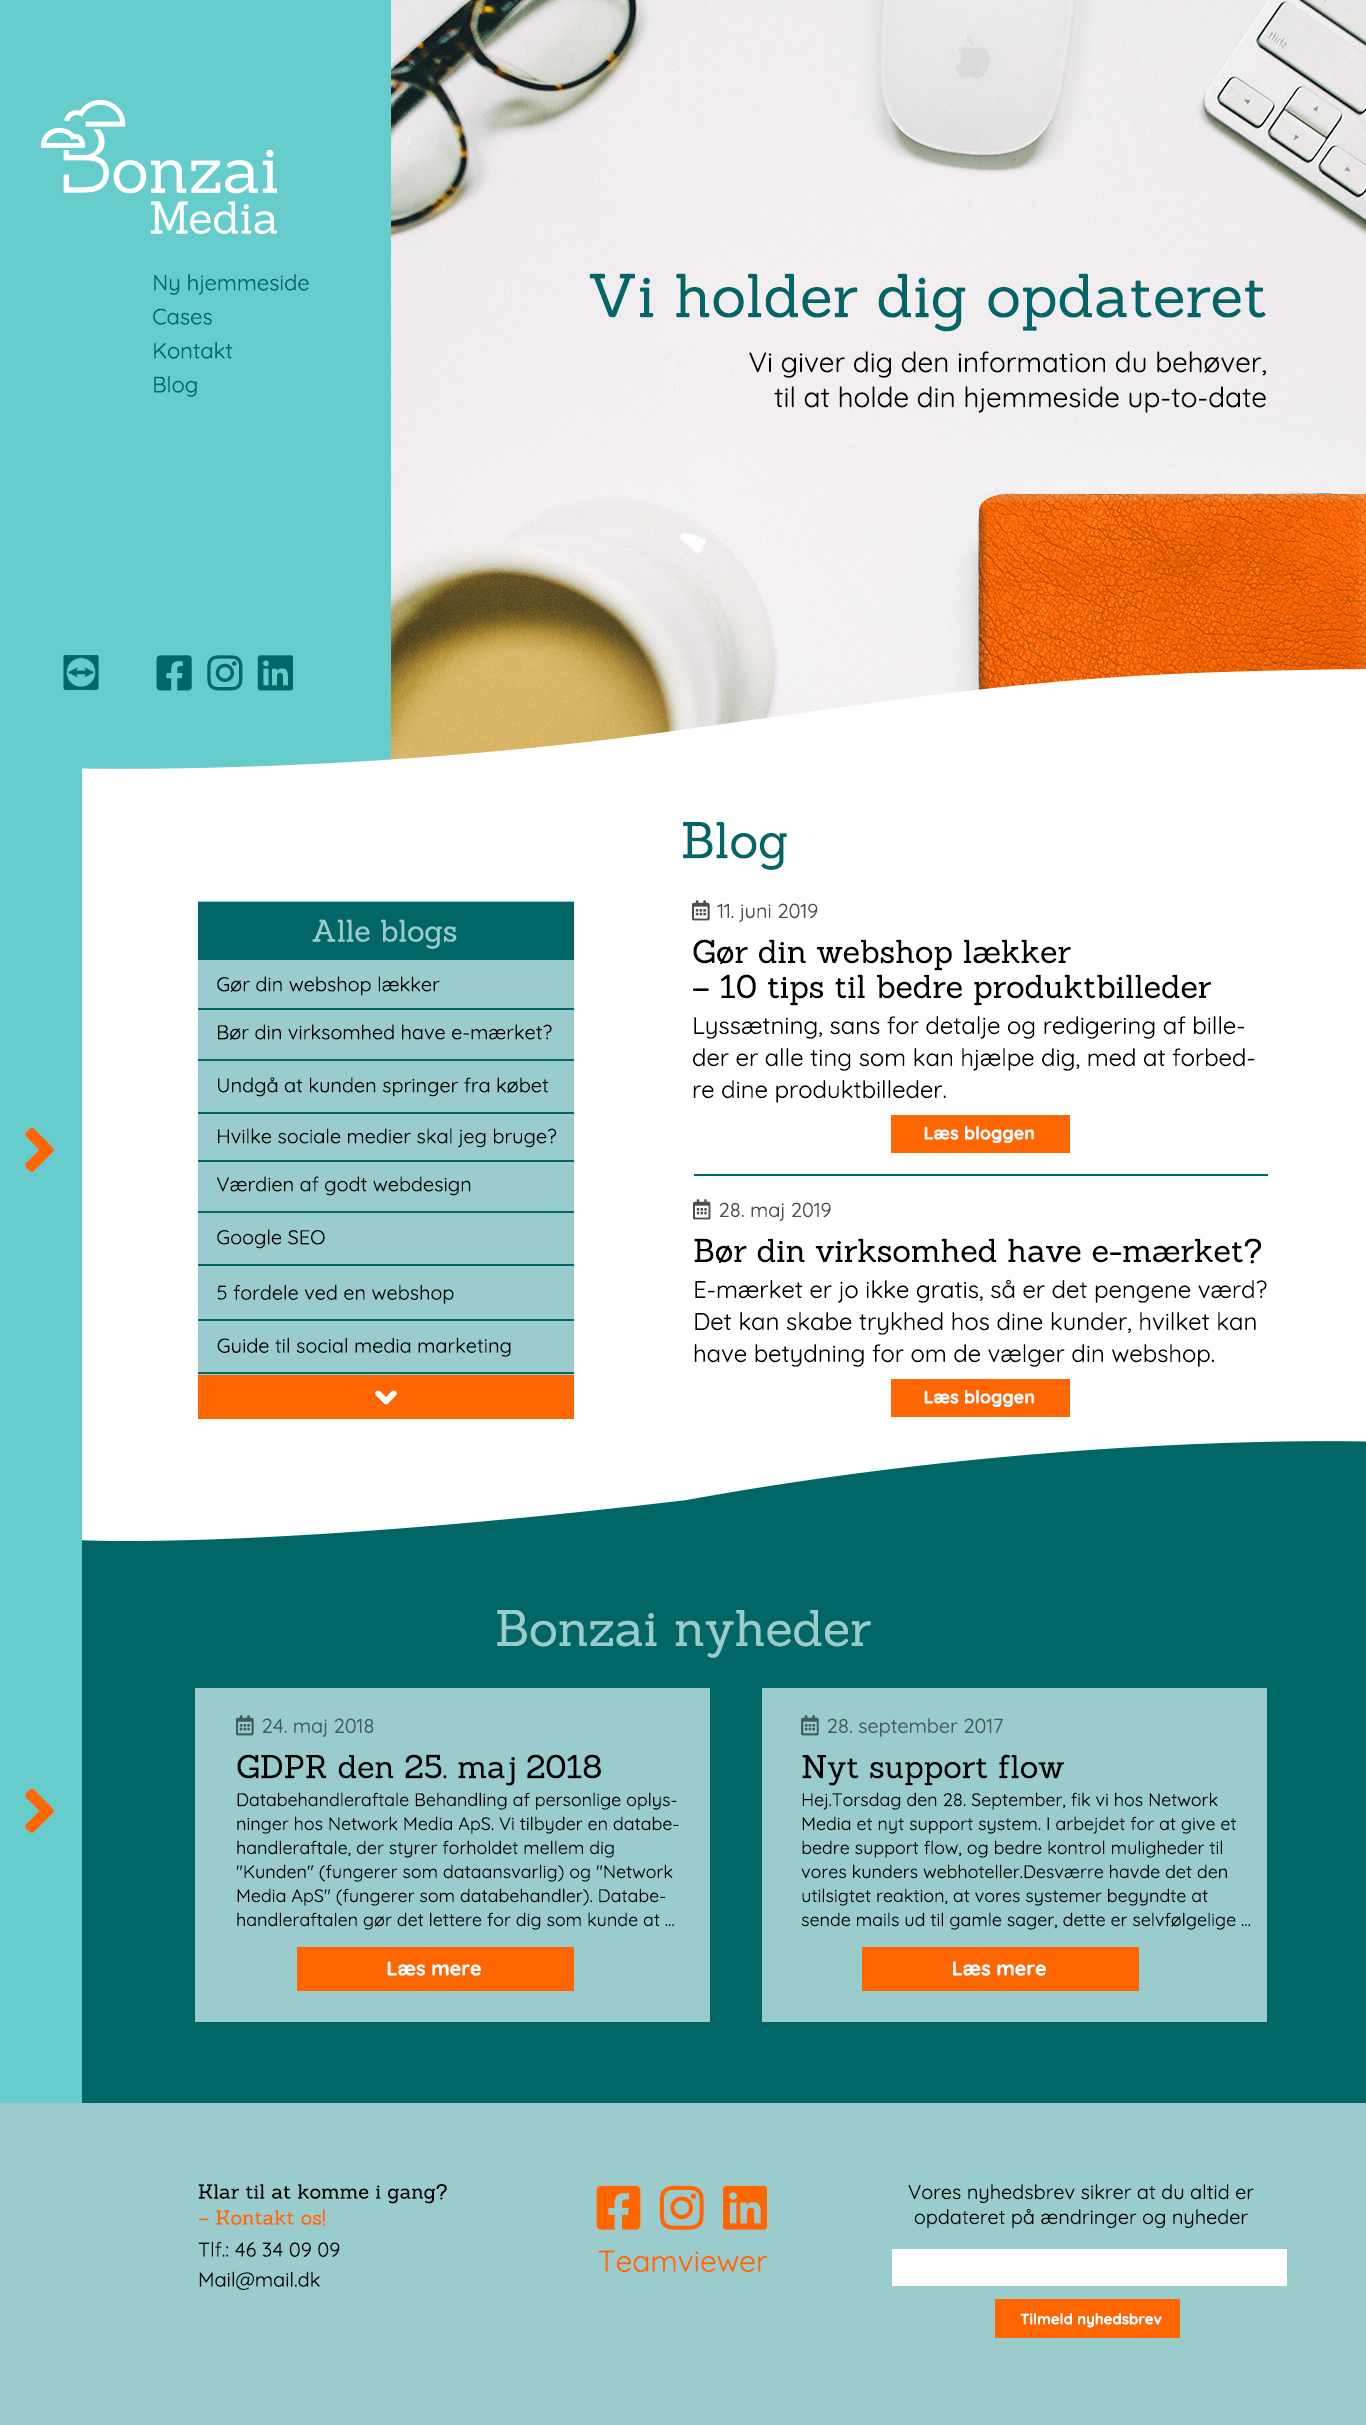 Bonzai
Media
Ny hjemmeside
Cases
Kontakt
Blog
Vi holder dig opdateret
Vi giver dig den information du behøver,
til at holde din hjemmeside up-to-date
Blog
Alle blogs
Gør din webshop lækker
Bør din virksomhed have e-mærket?
Undgå at kunden springer fra købet
Hvilke sociale medier skal jeg bruge?
Værdien af godt webdesign
Google SEO
5 fordele ved en webshop
Guide til social media marketing
11. juni 2019
Gør din webshop lækker
– 10 tips til bedre produktbilleder
Lyssætning, sans for detalje og redigering af bille-
der er alle ting som kan hjælpe dig, med at forbed-
re dine produktbilleder.
Læs bloggen
28. maj 2019
Bør din virksomhed have e-mærket?
E-mærket er jo ikke gratis, så er det pengene værd?
Det kan skabe trykhed hos dine kunder, hvilket kan
have betydning for om de vælger din webshop.
Læs bloggen
Bonzai nyheder
24. maj 2018
GDPR den 25. maj 2018
Databehandleraftale Behandling af personlige oplys-
ninger hos Network Media ApS. Vi tilbyder en databe-
handleraftale, der styrer forholdet mellem dig
"Kunden" (fungerer som dataansvarlig) og "Network
Media ApS" (fungerer som databehandler). Databe-
handleraftalen gør det lettere for dig som kunde at ...
Læs mere
28. september 2017
Nyt support flow
Hej.Torsdag den 28. September, fik vi hos Network
Media et nyt support system. I arbejdet for at give et
bedre support flow, og bedre kontrol muligheder til
vores kunders webhoteller.Desværre havde det den
utilsigtet reaktion, at vores systemer begyndte at
sende mails ud til gamle sager, dette er selvfølgelige ...
Læs mere
Klar til at komme i gang?
– Kontakt os!
Tlf.: 46 34 09 09
Mail@mail.dk
Teamviewer
Vores nyhedsbrev sikrer at du altid er
opdateret på ændringer og nyheder
Tilmeld nyhedsbrev